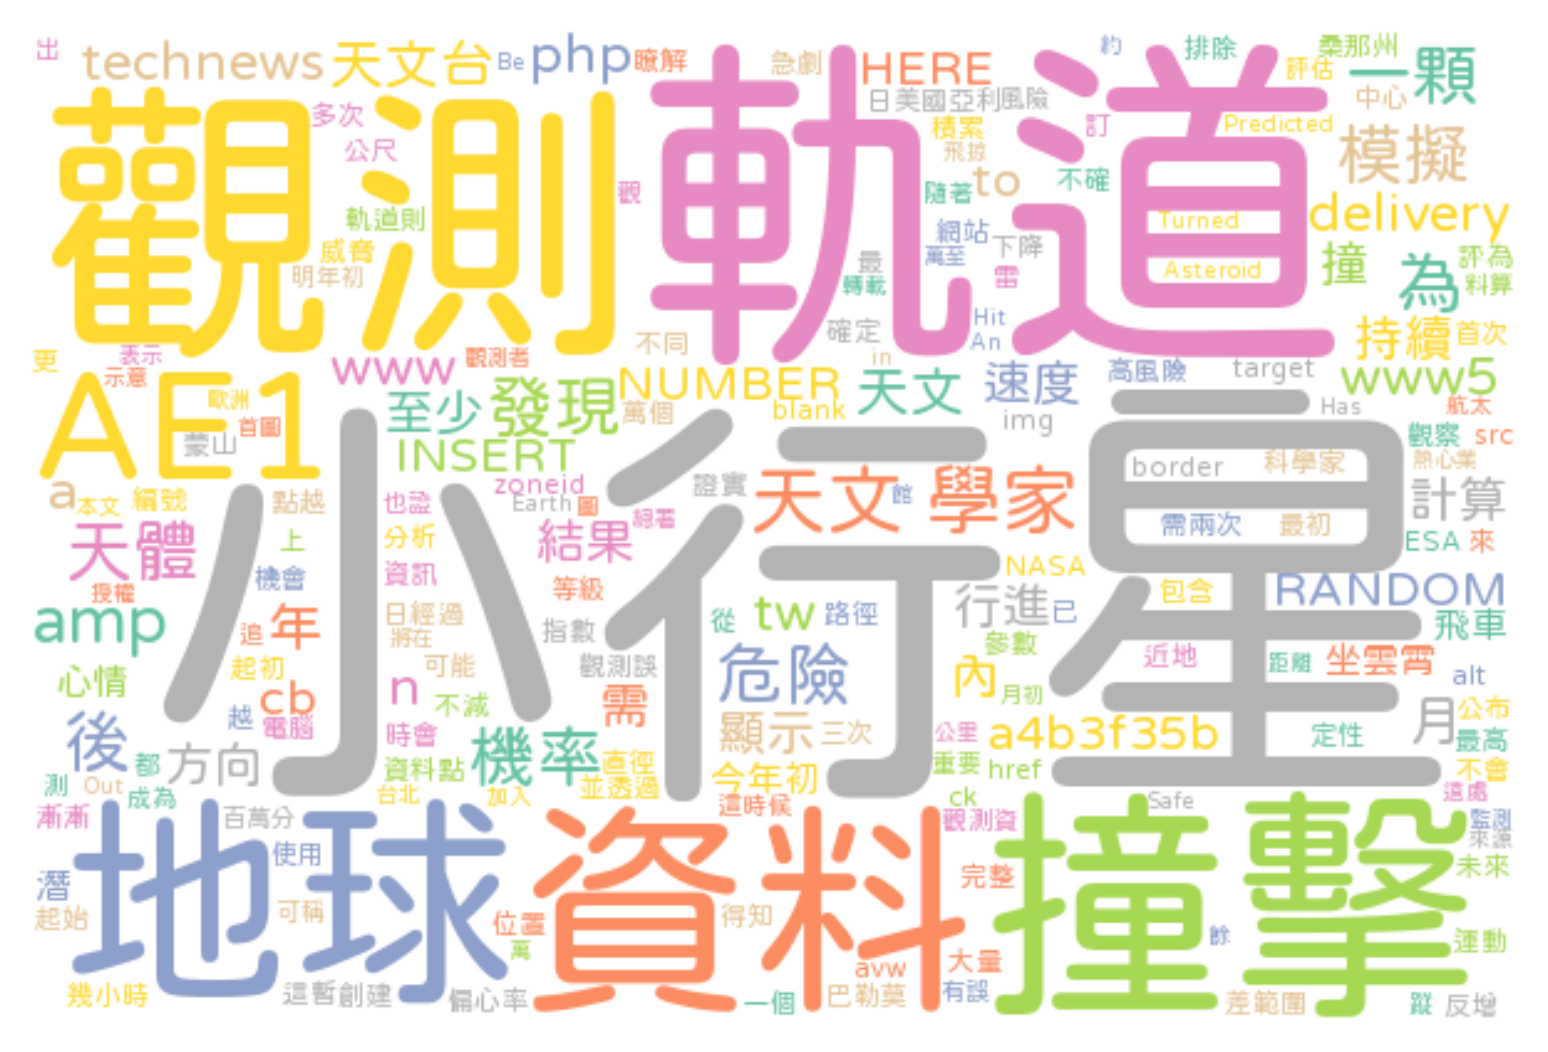 出 technews 天文台 Be php 瞭解 急劇 HERE 約 排除 桑那州 一顆
觀測 軌道
多次 公尺 日美國亞利 風險 積累 飛掠 訂 評估 中心 Predicted 模擬
軌道則 威脅 明年初 觀 隨著 to 不確 網站 萬至 下降 雷 Turned delivery
最 轉載 Asteroid 撞 為 評為 料算
更 表示 示意 www 觀測者 不同 確定 in Hit An 持續 首次
AE1 歐洲 首圖 蒙山 至少 發現 NUMBER 萬個 blank 天文 速度 高風險 target www5
INSERT img Has 航太
小行星
a 本文 編號 點越 也證 zoneid Earth 圖 證實 天文學家 館 border 科學家 觀察 src 熱心業
計算
天體 上 分析 結果 需兩次 最初 ESA 來
授權 機會 資訊 等級 NASA 包含 RANDOM
amp 追 年 日經過 將在 指數 從 tw 路徑 行進 已 參數 飛車
心情 起初 cb 可能 觀測誤 危險 內 月初 近地 距離 坐雲霄 alt
後 越 電腦 n 不減 時會 需 顯示 三次 公里 a4b3f35b 定性 月 公布 最高
測 Out 都 成為 方向 資料點 台北 機率 加入 直徑 並透過 今年初 重要 href 不會
漸漸 百萬分 這時候 ck 觀測資 Safe 這處 監測 來源
地球 資料 撞擊
潛 起始 使用 可稱 位置 萬 得知 完整 餘 未來
avw 大量 運動
幾小時 這暫創建 偏心率 一個 巴勒莫 有誤 差範圍 蹤 反增